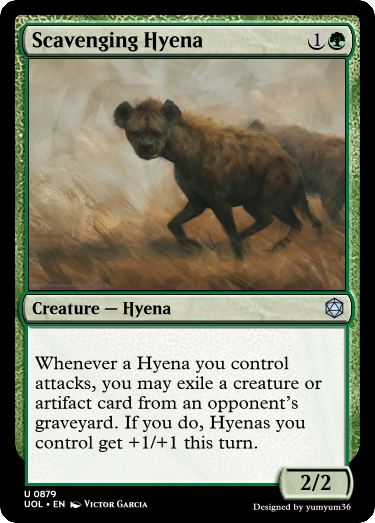 Scavenging Hyena 1
Creature — Hyena
Whenever a Hyena you control
attacks, you may exile a creature or
artifact card from an opponent's
graveyard. If you do, Hyenas you
control get +1/+1 this turn.
2/2
U 0879
UOL • EN Victor Garcia
Designed by yumyum36